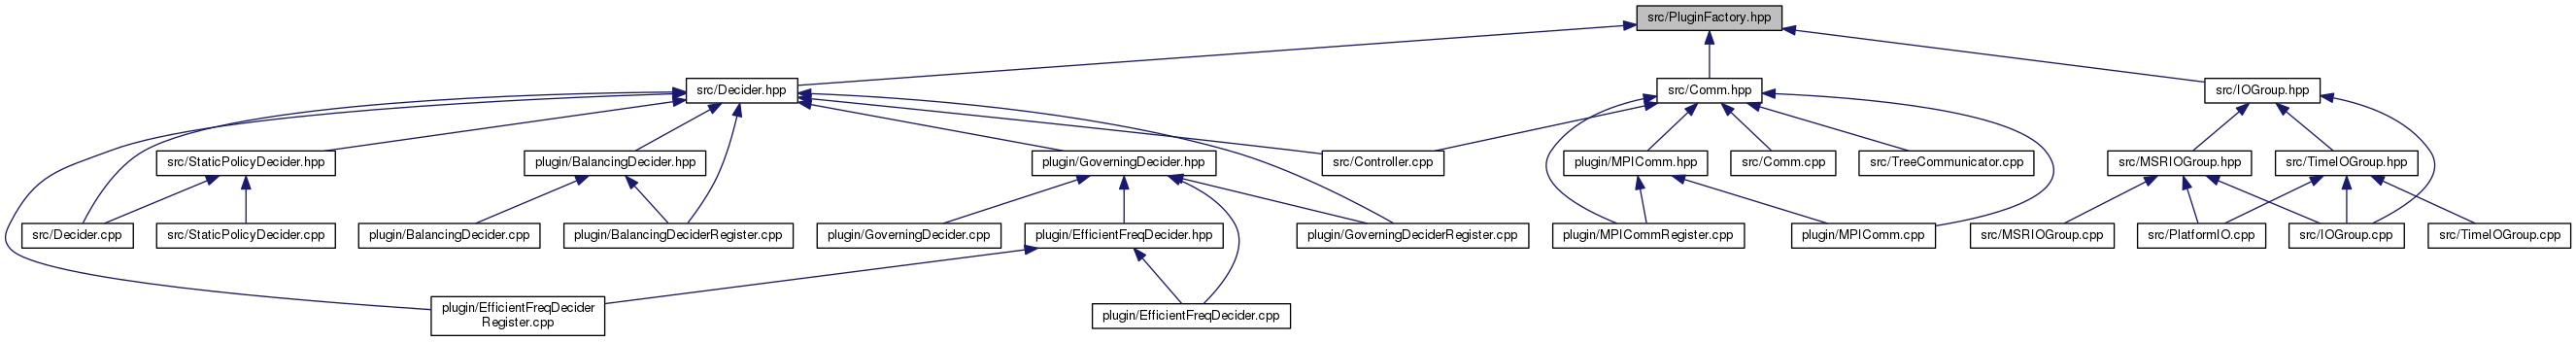 src/PluginFactory.hpp
src/Decider.hpp
src/Comm.hpp
src/IOGroup.hpp
src/StaticPolicyDecider.hpp
plugin/BalancingDecider.hpp
plugin/GoverningDecider.hpp
src/Controller.cpp
plugin/MPIComm.hpp
src/Comm.cpp
src/TreeCommunicator.cpp
src/MSRIOGroup.hpp
src/TimeIOGroup.hpp
src/Decider.cpp
src/StaticPolicyDecider.cpp
plugin/BalancingDecider.cpp
plugin/BalancingDeciderRegister.cpp
plugin/GoverningDecider.cpp
plugin/EfficientFreqDecider.hpp
plugin/GoverningDeciderRegister.cpp
plugin/MPICommRegister.cpp
plugin/MPIComm.cpp
src/MSRIOGroup.cpp
src/PlatformIO.cpp
src/IOGroup.cpp
src/TimeIOGroup.cpp
plugin/EfficientFreqDecider
Register.cpp
plugin/EfficientFreqDecider.cpp